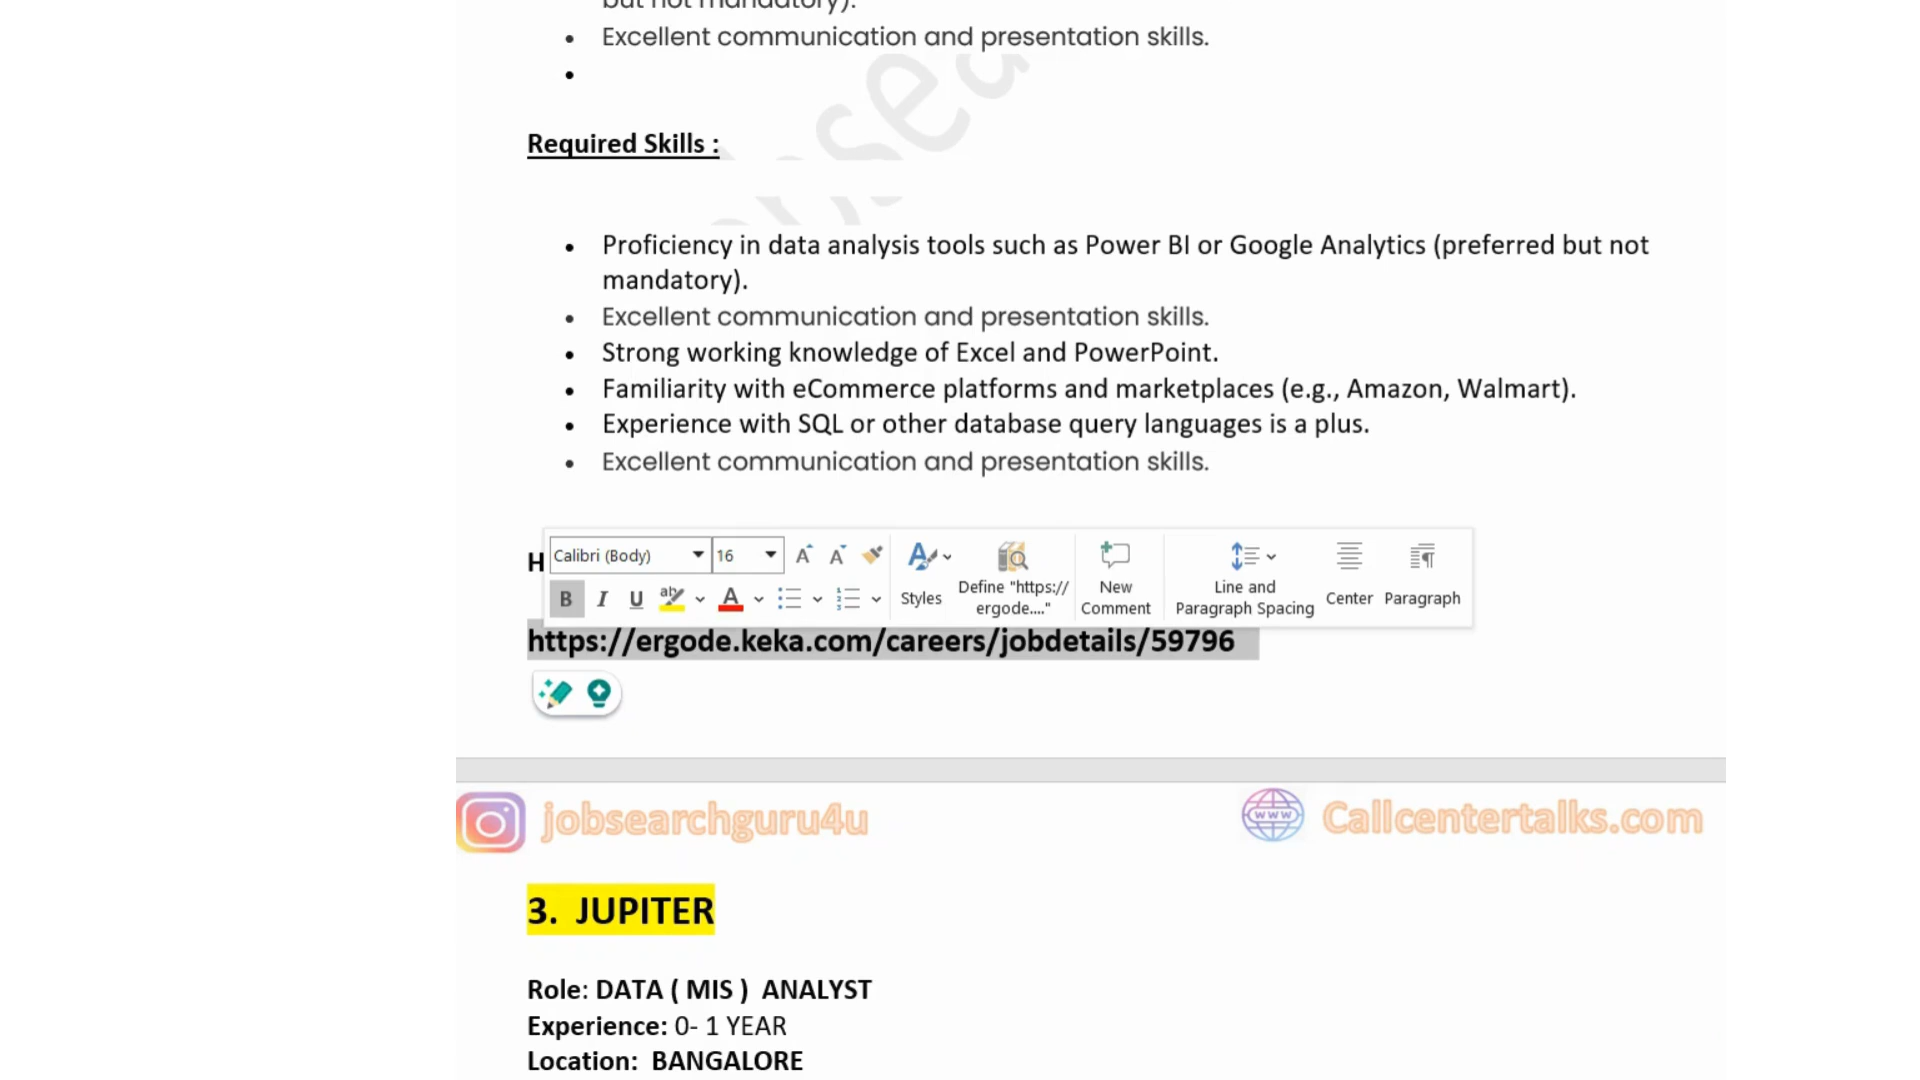 but not mandatory).
Excellent communication and presentation skills.
Required Skills :
Proficiency in data analysis tools such as Power BI or Google Analytics (preferred but not
mandatory).
Excellent communication and presentation skills.
Strong working knowledge of Excel and PowerPoint.
Familiarity with eCommerce platforms and marketplaces (e.g., Amazon, Walmart).
Experience with SQL or other database query languages is a plus.
Excellent communication and presentation skills.
H
Calibri (Body) 16
B I U
Styles
Define "https://
ergode...."
New
Comment
Line and
Paragraph Spacing
Center
Paragraph
https://ergode.keka.com/careers/jobdetails/59796
jobsearchguru4u
www Callcentertalks.com
3. JUPITER
Role: DATA ( MIS ) ANALYST
Experience: 0- 1 YEAR
Location: BANGALORE